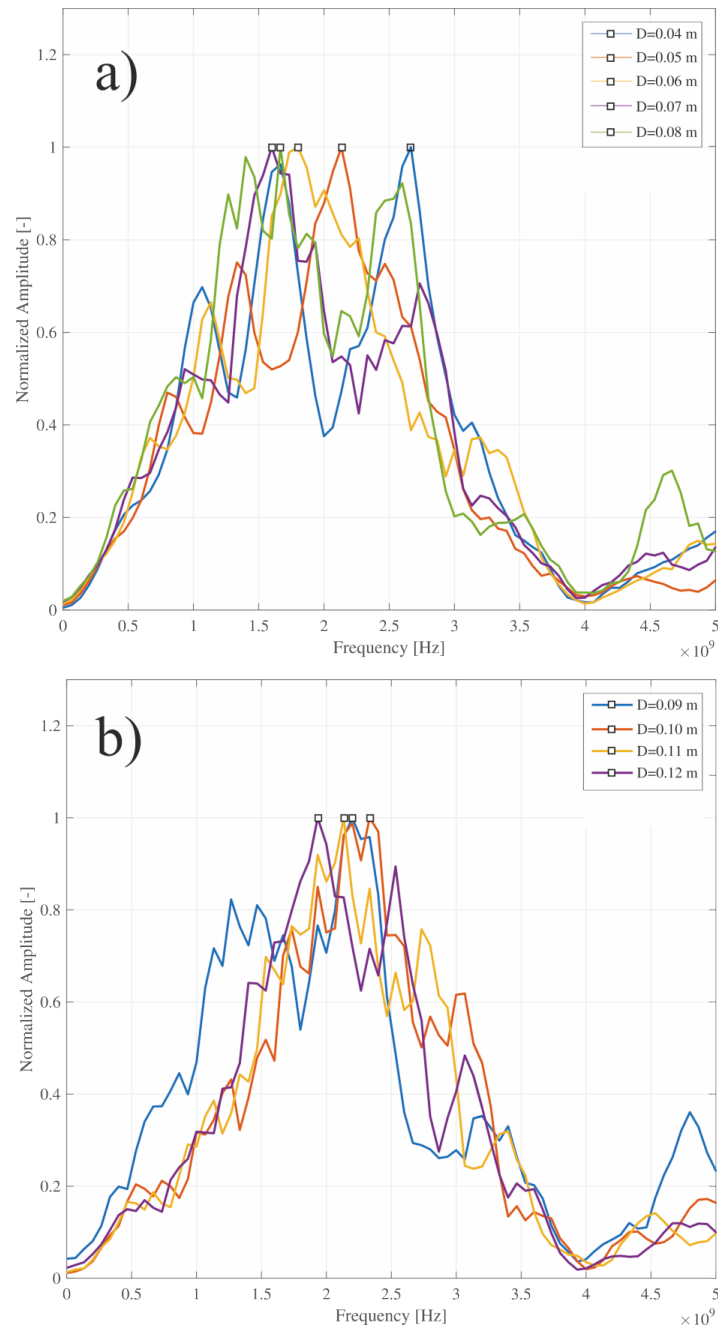 a)
1.2
1
0.8
0.6
0.4
0.2
0
Normalized Amplitude [-]
D=0.04 m
D=0.05 m
D=0.06 m
D=0.07 m
D=0.08 m
0 0.5 1 1.5 2 2.5 3 3.5 4 4.5 5
Frequency [Hz]
×10⁹
b)
1.2
1
0.8
0.6
0.4
0.2
0
Normalized Amplitude [-]
D=0.09 m
D=0.10 m
D=0.11 m
D=0.12 m
0 0.5 1 1.5 2 2.5 3 3.5 4 4.5 5
Frequency [Hz]
×10⁹